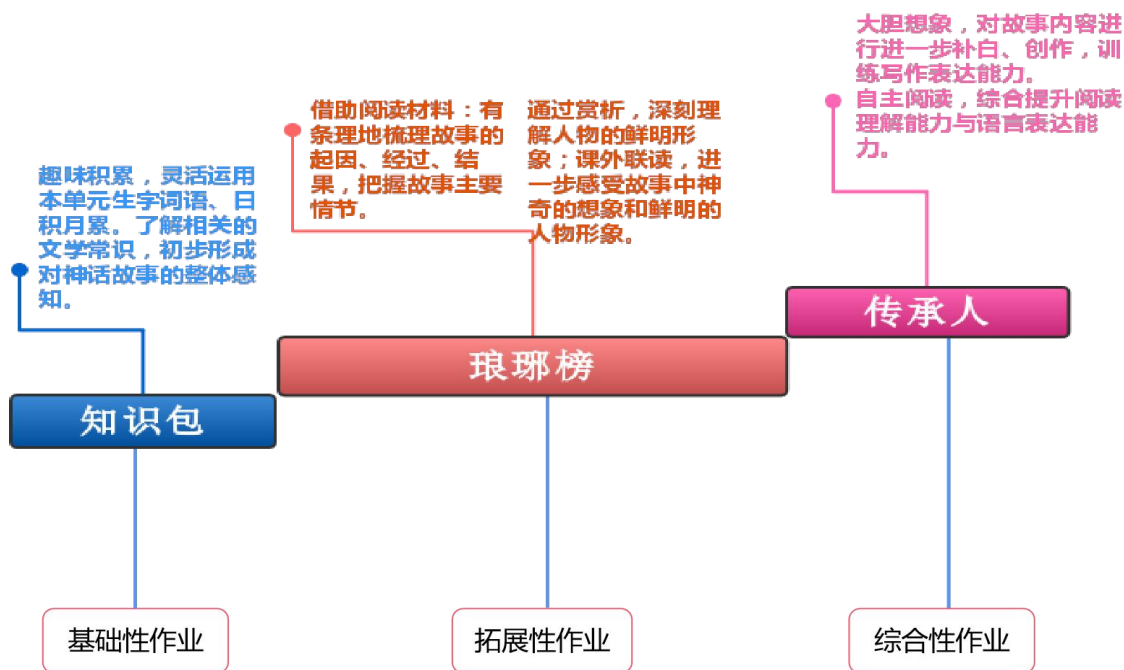 趣味积累，灵活运用
本单元生字词语、日
积月累。了解相关的
文学常识，初步形成
对神话故事的整体感
知。
知识包
基础性作业
借助阅读材料：有
条理地梳理故事的
起因、经过、结
果，把握故事主要
情节。
通过赏析，深刻理
解人物的鲜明形
象；课外联读，进
一步感受故事中神
奇的想象和鲜明的
人物形象。
琅琊榜
拓展性作业
大胆想象，对故事内容进
行进一步补白、创作，训
练写作表达能力。
自主阅读，综合提升阅读
理解能力与语言表达能
力。
传承人
综合性作业